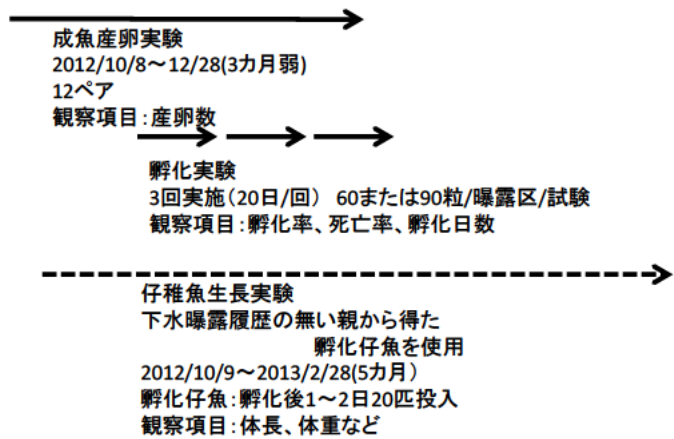 成魚産卵実験
2012/10/8～12/28(3カ月弱)
12ペア
観察項目：産卵数
孵化実験
3回実施（20日/回） 60または90粒/曝露区/試験
観察項目：孵化率、死亡率、孵化日数
仔稚魚生長実験
下水曝露履歴の無い親から得た
孵化仔魚を使用
2012/10/9～2013/2/28(5カ月）
孵化仔魚：孵化後1～2日20匹投入
観察項目：体長、体重など